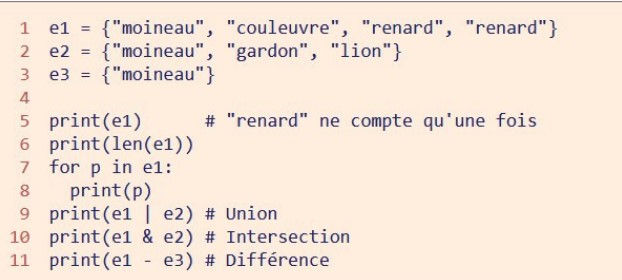 1 e1 = {"moineau", "couleuvre", "renard", "renard"}
2 e2 = {"moineau", "gardon", "lion"}
3 e3 = {"moineau"}
4
5 print(e1)      # "renard" ne compte qu'une fois
6 print(len(e1))
7 for p in e1:
8   print(p)
9 print(e1 | e2) # Union
10 print(e1 & e2) # Intersection
11 print(e1 - e3) # Différence